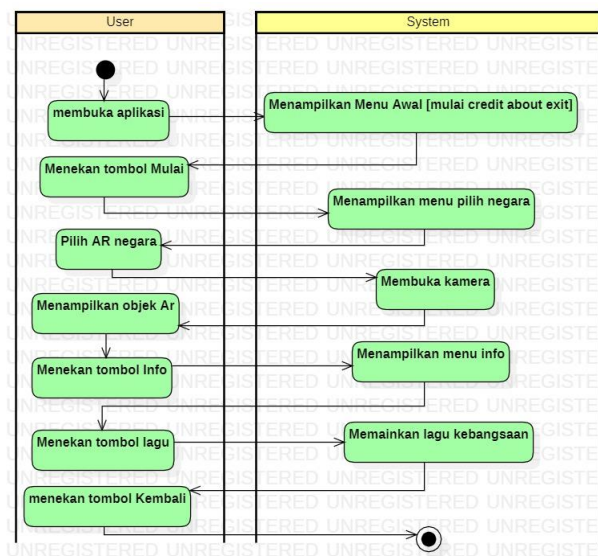 User
System
membuka aplikasi
Menampilkan Menu Awal [mulai credit about exit]
Menekan tombol Mulai
Menampilkan menu pilih negara
Pilih AR negara
Membuka kamera
Menampilkan objek Ar
Menekan tombol Info
Menampilkan menu info
Menekan tombol lagu
Memainkan lagu kebangsaan
menekan tombol Kembali
UNREGISTERED